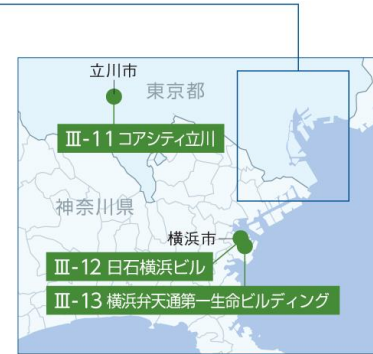 立川市
東京都
Ⅲ-11 コアシティ立川
神奈川県
横浜市
Ⅲ-12 日石横浜ビル
Ⅲ-13 横浜弁天通第一生命ビルディング